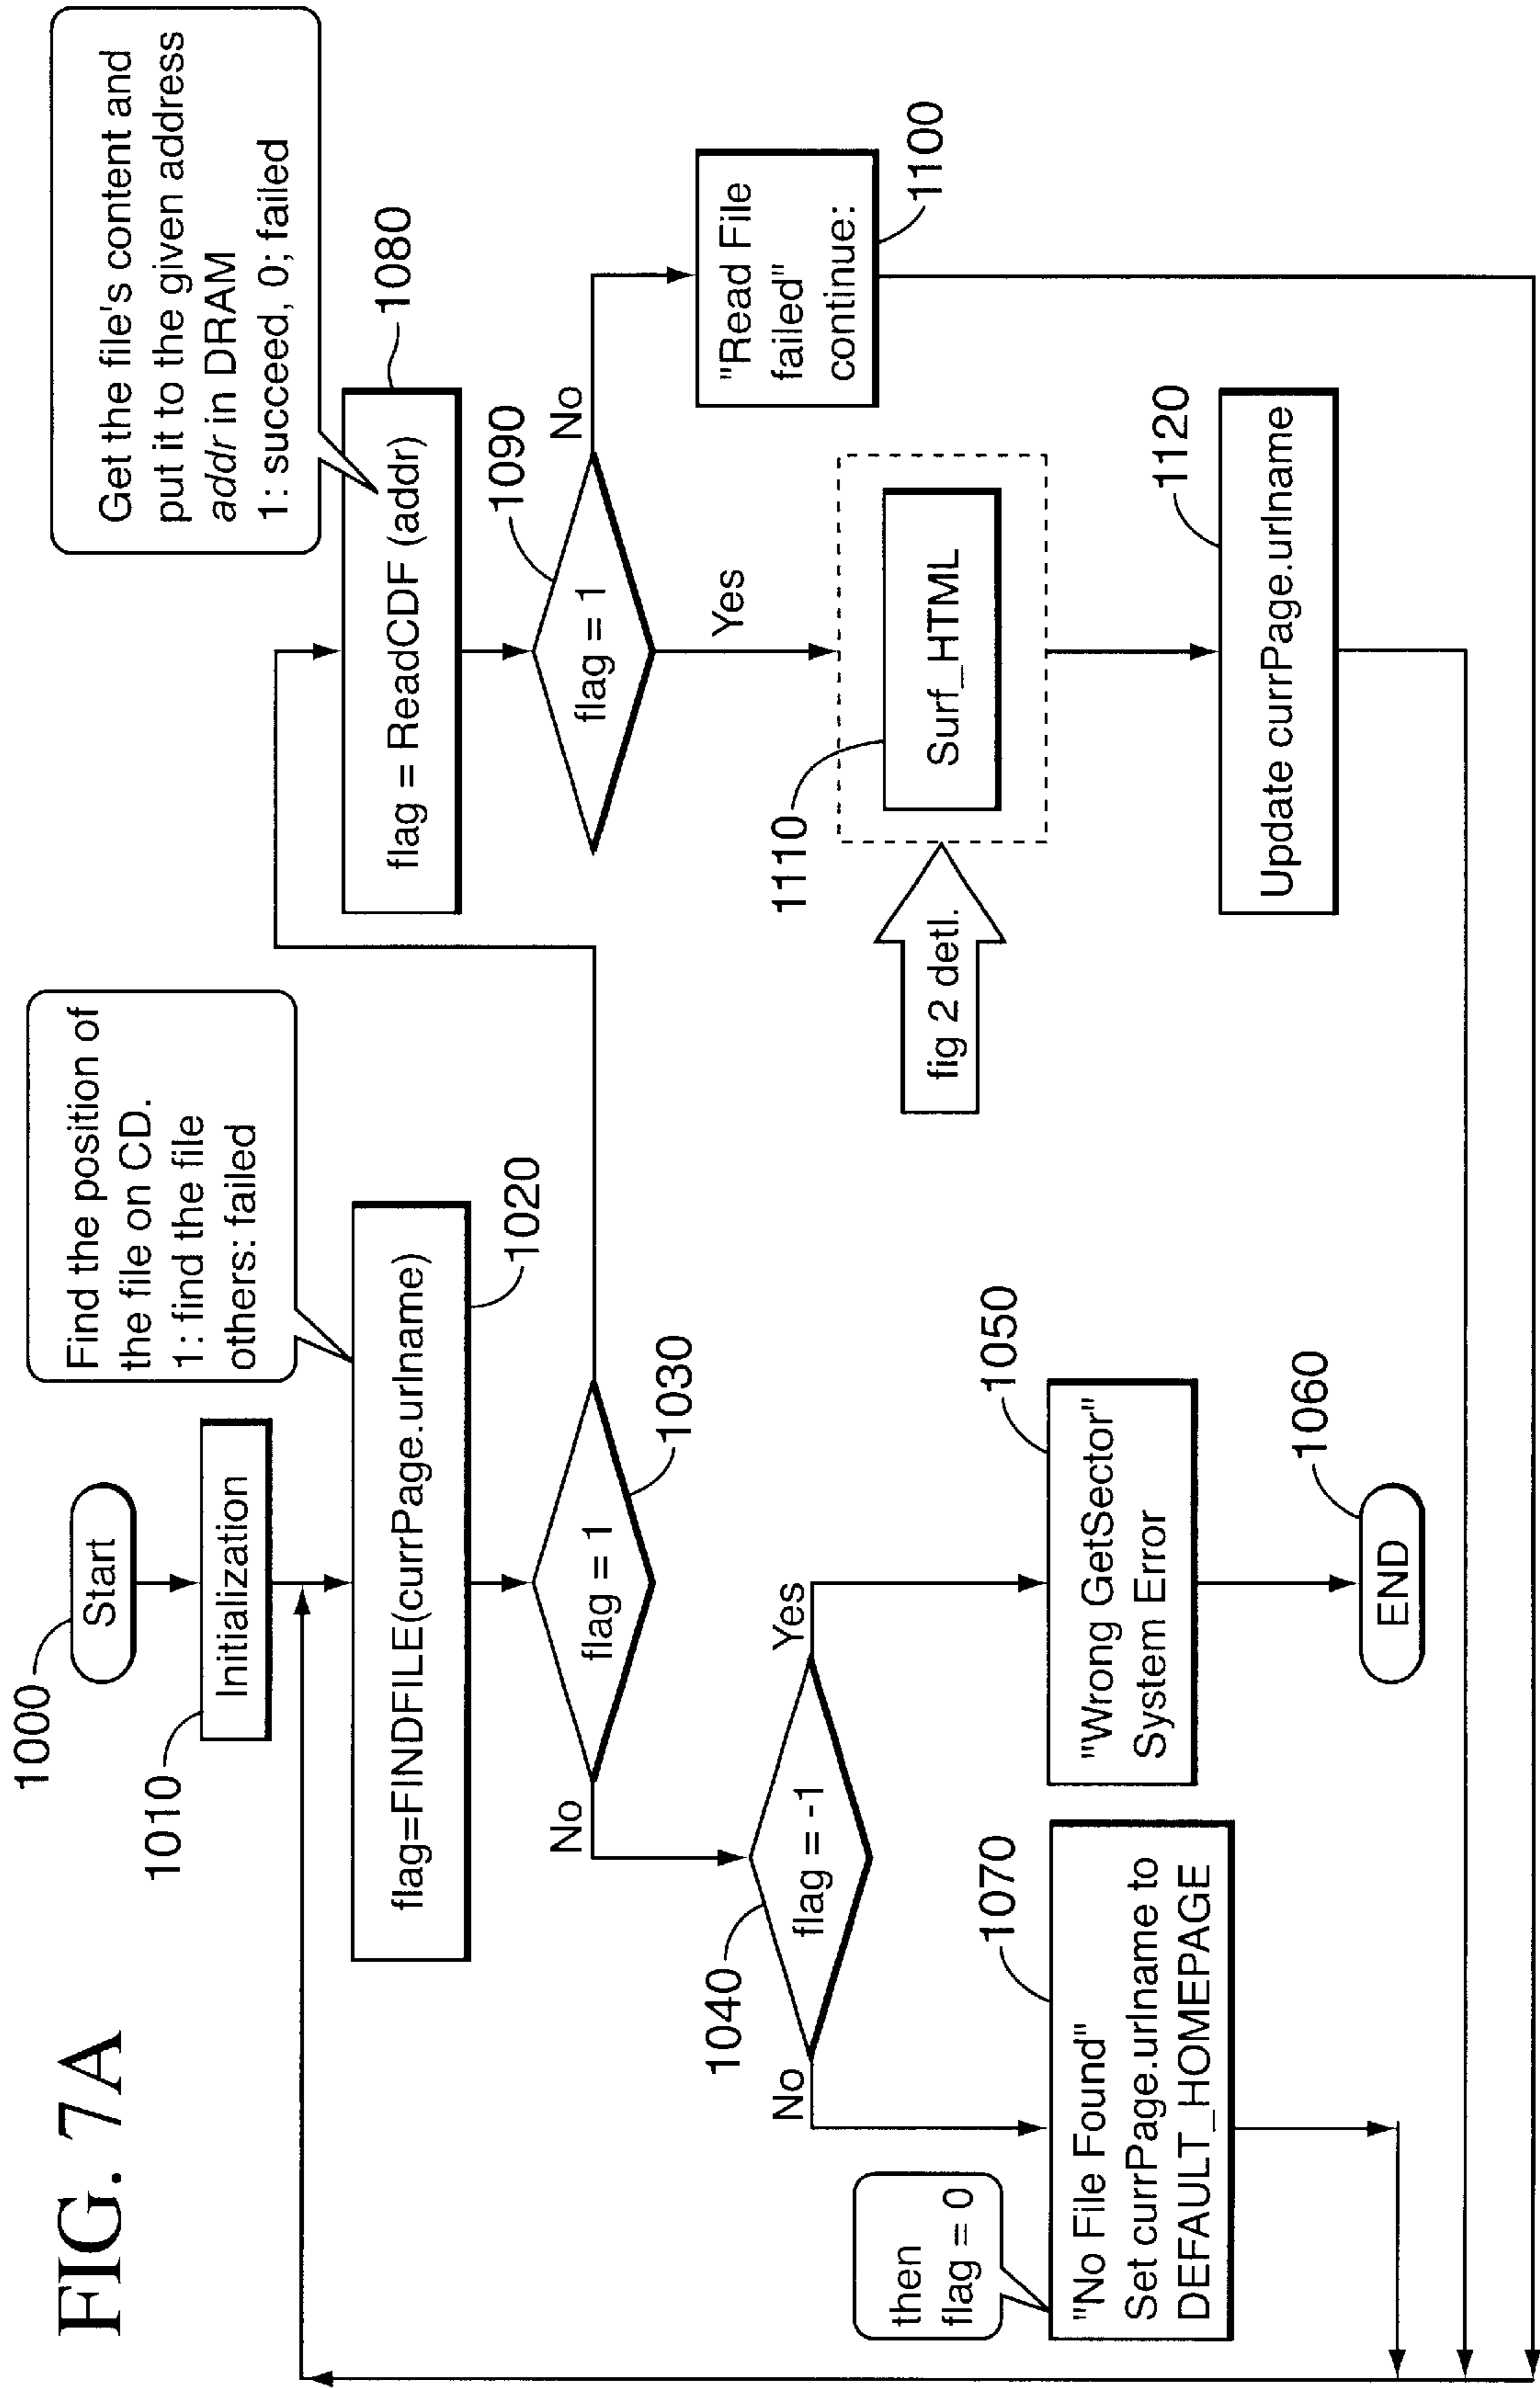 FIG. 7A
1000
Start
1010
Initialization
Find the position of
the file on CD.
1: find the file
others: failed
flag=FINDFILE(currPage.urlname)
1020
flag = 1
1030
No
1040
flag = -1
Yes
No
"Wrong GetSector"
System Error
1050
END
1060
then
flag = 0
"No File Found"
Set currPage.urlname to
DEFAULT_HOMEPAGE
1070
Get the file's content and
put it to the given address
addr in DRAM
1: succeed, 0; failed
flag = ReadCDF (addr)
1080
flag = 1
1090
No
"Read File
failed"
continue:
1100
Yes
1110
Surf_HTML
fig 2 detl.
Update currPage.urlname
1120